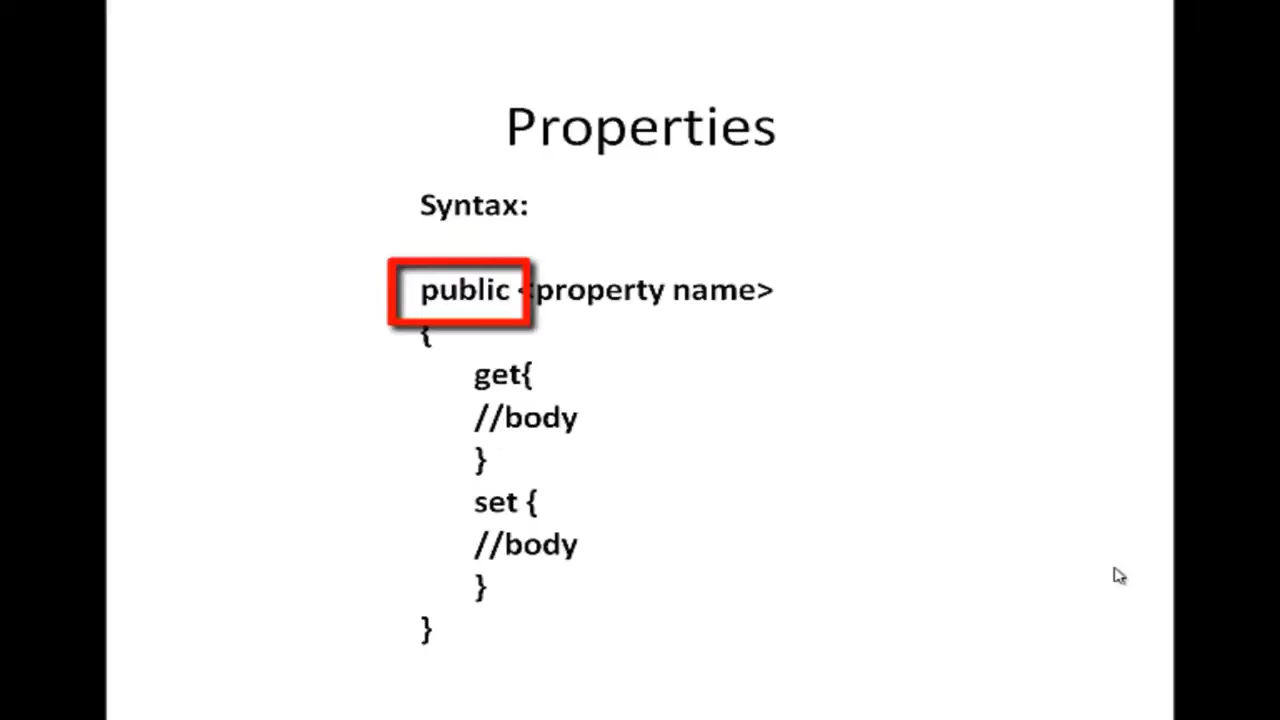 Properties
Syntax:
public <property name>
{
get{
//body
}
set {
//body
}
}